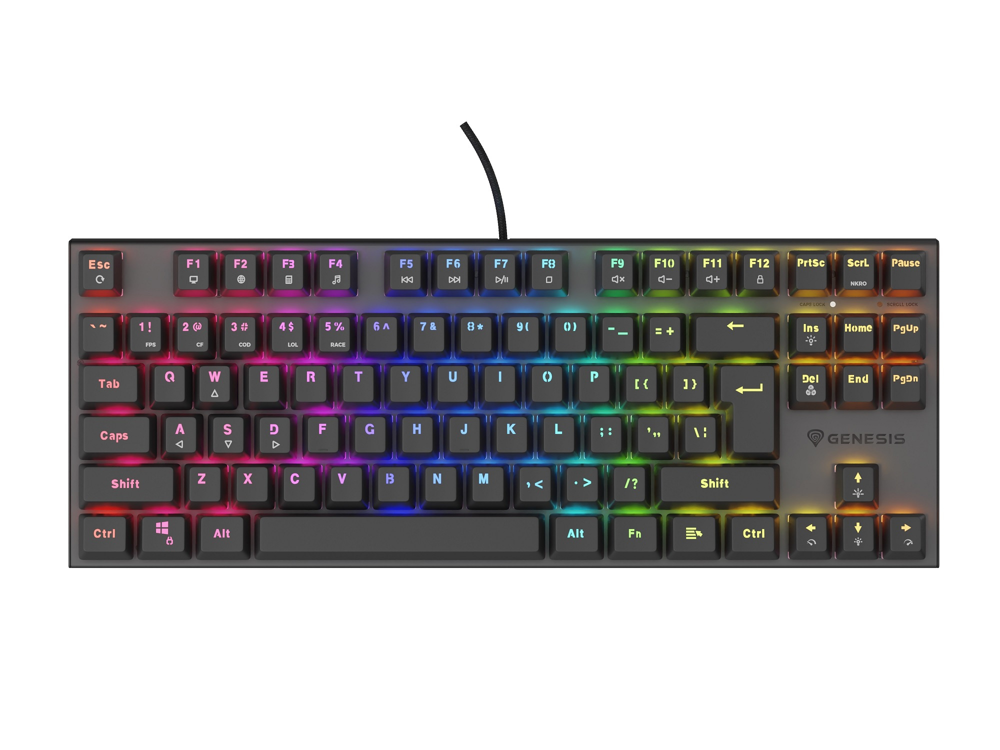 Esc F1 F2 F3 F4 F5 F6 F7 F8 F9 F10 F11 F12 PrtSc ScrL Pause
NKRO
CAPS LOCK SCROLL LOCK
` ~ 1 ! 2 @ 3 # 4 $ 5 % 6 ^ 7 & 8 * 9 ( 0 ) - _ = + ← Ins Home PgUp
FPS CF COD LOL RACE
Tab Q W E R T Y U I O P [ { ] } Del End PgDn
Caps A S D F G H J K L ; : ' ,, \ ¦
GENESIS
Shift Z X C V B N M , < . > / ? Shift ↑
Ctrl Alt Alt Fn Ctrl ← ↓ →